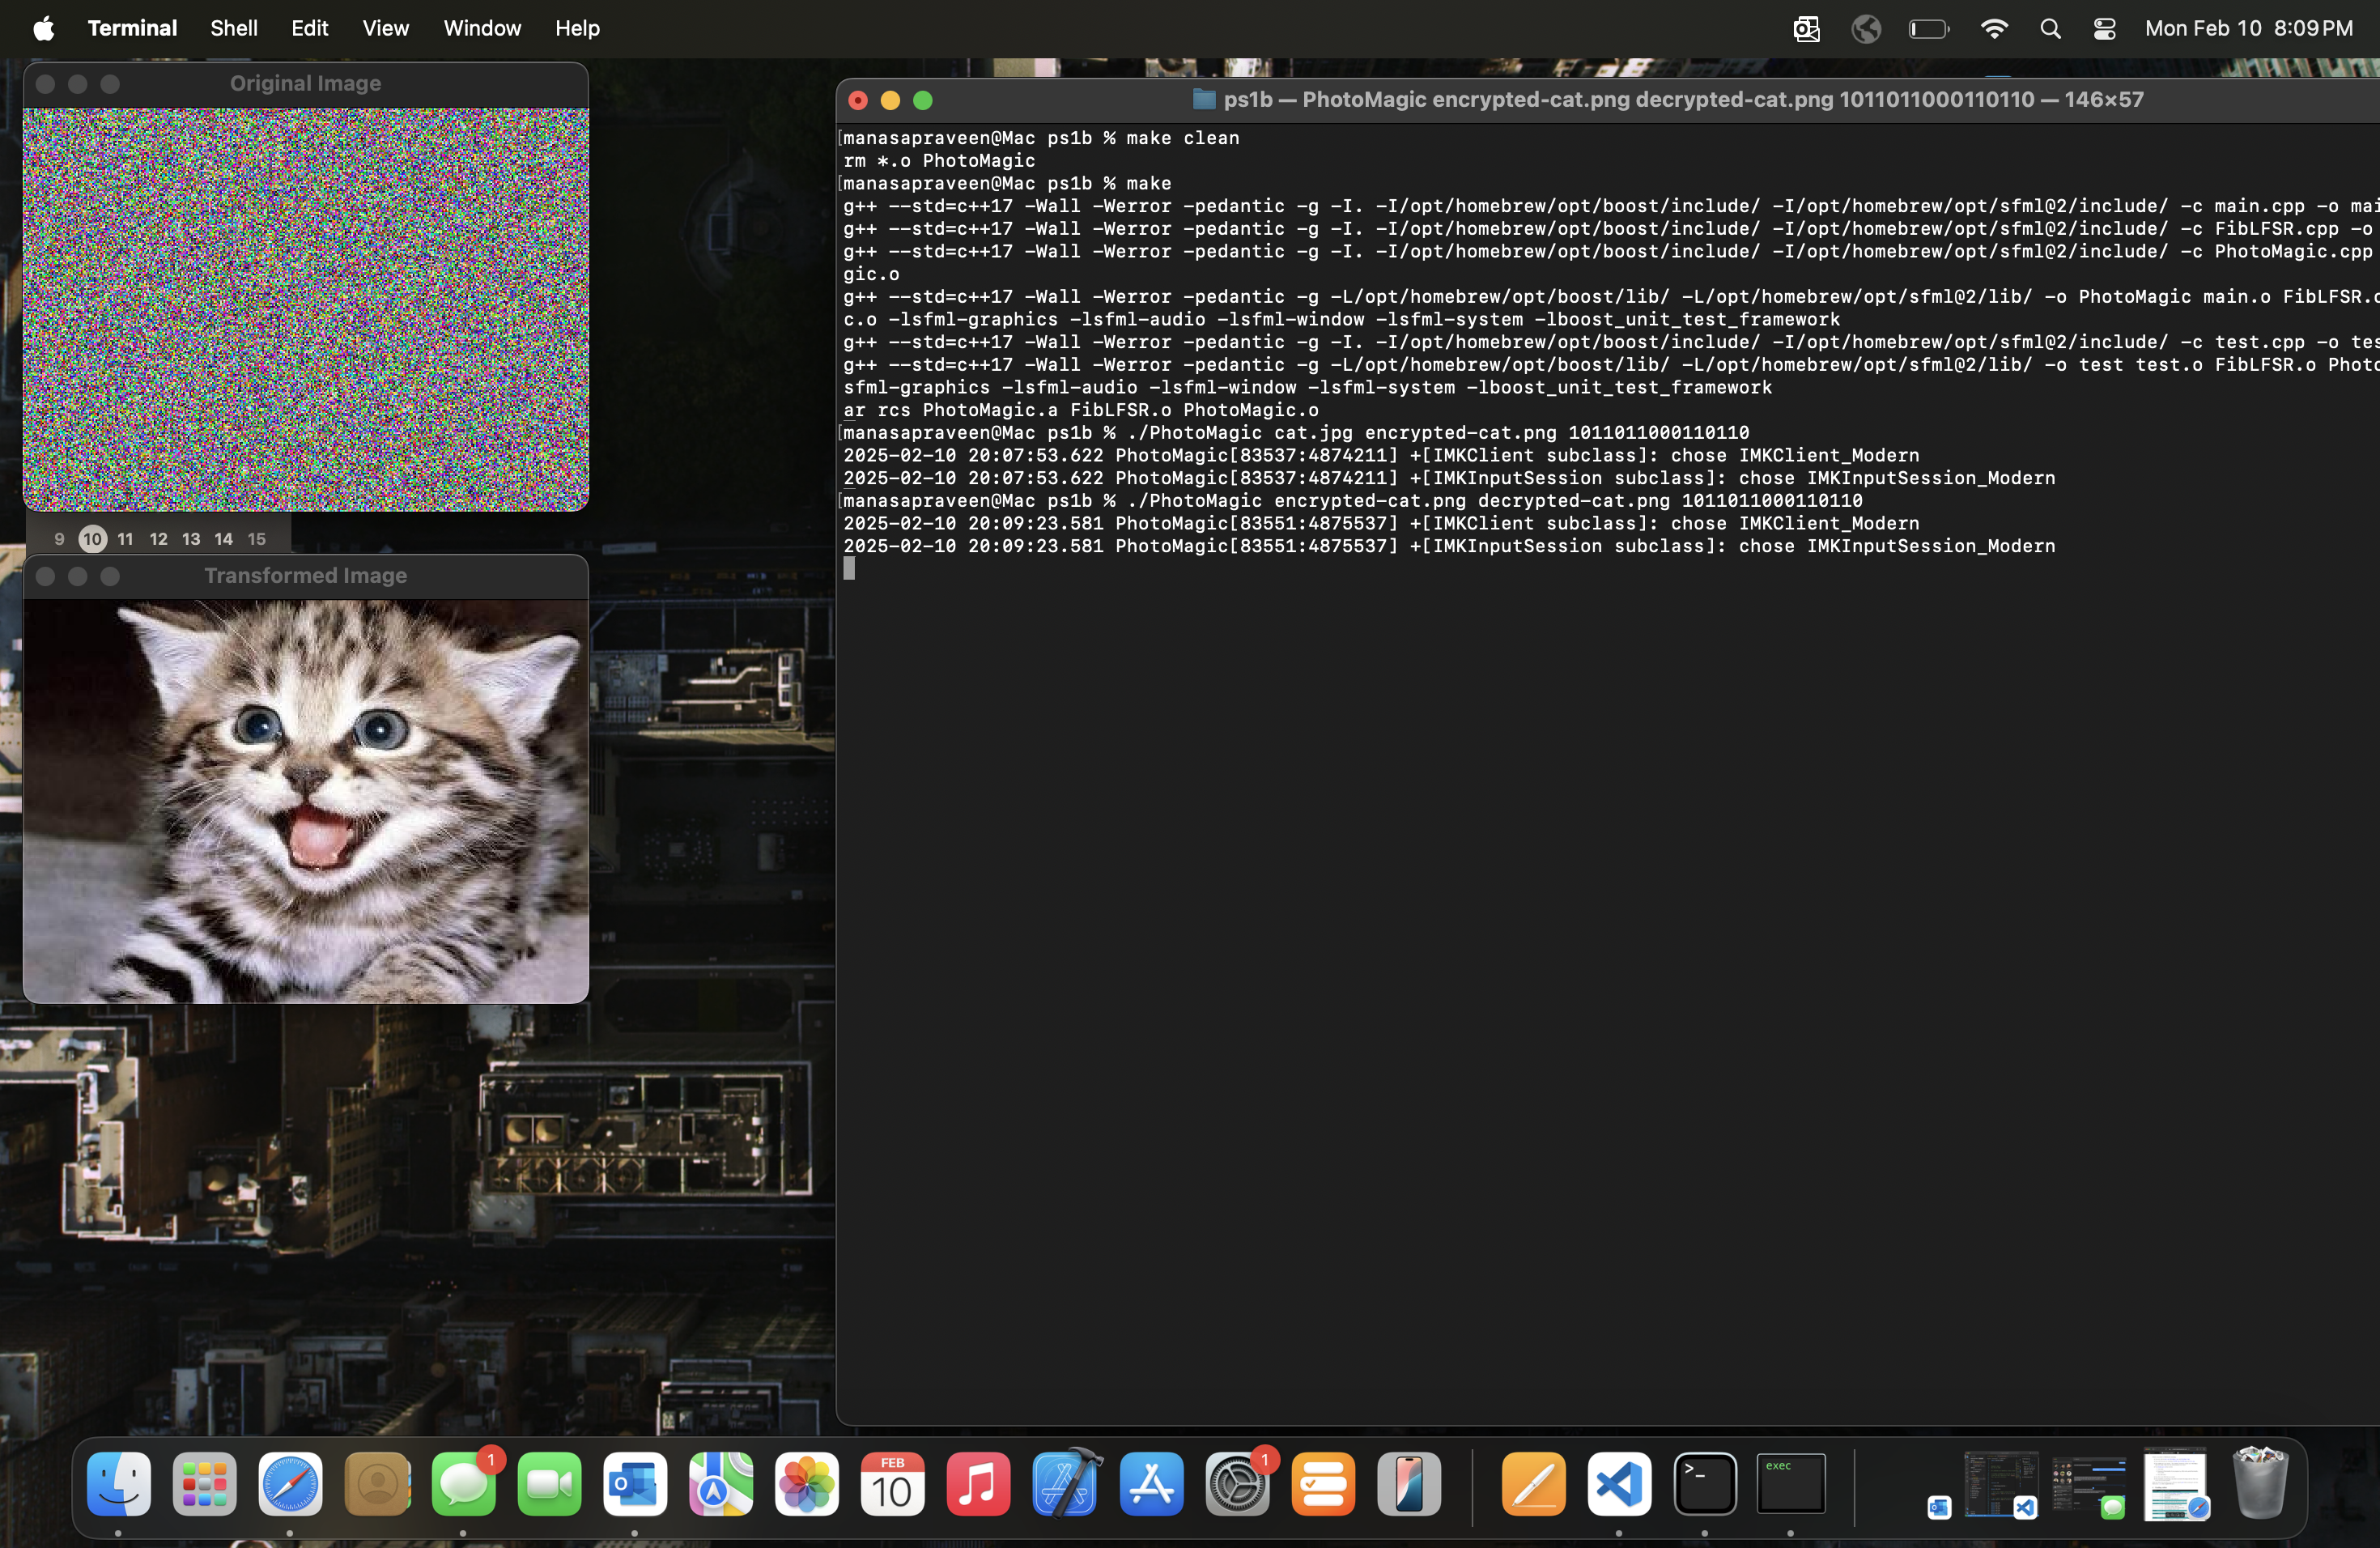 Terminal Shell Edit View Window Help Mon Feb 10 8:09 PM
Original Image
9 10 11 12 13 14 15
Transformed Image
ps1b — PhotoMagic encrypted-cat.png decrypted-cat.png 1011011000110110 — 146×57
[manasapraveen@Mac ps1b % make clean
rm *.o PhotoMagic
[manasapraveen@Mac ps1b % make
g++ --std=c++17 -Wall -Werror -pedantic -g -I. -I/opt/homebrew/opt/boost/include/ -I/opt/homebrew/opt/sfml@2/include/ -c main.cpp -o mai
g++ --std=c++17 -Wall -Werror -pedantic -g -I. -I/opt/homebrew/opt/boost/include/ -I/opt/homebrew/opt/sfml@2/include/ -c FibLFSR.cpp -o
g++ --std=c++17 -Wall -Werror -pedantic -g -I. -I/opt/homebrew/opt/boost/include/ -I/opt/homebrew/opt/sfml@2/include/ -c PhotoMagic.cpp
gic.o
g++ --std=c++17 -Wall -Werror -pedantic -g -L/opt/homebrew/opt/boost/lib/ -L/opt/homebrew/opt/sfml@2/lib/ -o PhotoMagic main.o FibLFSR.o
c.o -lsfml-graphics -lsfml-audio -lsfml-window -lsfml-system -lboost_unit_test_framework
g++ --std=c++17 -Wall -Werror -pedantic -g -I. -I/opt/homebrew/opt/boost/include/ -I/opt/homebrew/opt/sfml@2/include/ -c test.cpp -o tes
g++ --std=c++17 -Wall -Werror -pedantic -g -L/opt/homebrew/opt/boost/lib/ -L/opt/homebrew/opt/sfml@2/lib/ -o test test.o FibLFSR.o Photo
sfml-graphics -lsfml-audio -lsfml-window -lsfml-system -lboost_unit_test_framework
ar rcs PhotoMagic.a FibLFSR.o PhotoMagic.o
[manasapraveen@Mac ps1b % ./PhotoMagic cat.jpg encrypted-cat.png 1011011000110110
2025-02-10 20:07:53.622 PhotoMagic[83537:4874211] +[IMKClient subclass]: chose IMKClient_Modern
2025-02-10 20:07:53.622 PhotoMagic[83537:4874211] +[IMKInputSession subclass]: chose IMKInputSession_Modern
[manasapraveen@Mac ps1b % ./PhotoMagic encrypted-cat.png decrypted-cat.png 1011011000110110
2025-02-10 20:09:23.581 PhotoMagic[83551:4875537] +[IMKClient subclass]: chose IMKClient_Modern
2025-02-10 20:09:23.581 PhotoMagic[83551:4875537] +[IMKInputSession subclass]: chose IMKInputSession_Modern
1
FEB
10
1
>_
exec